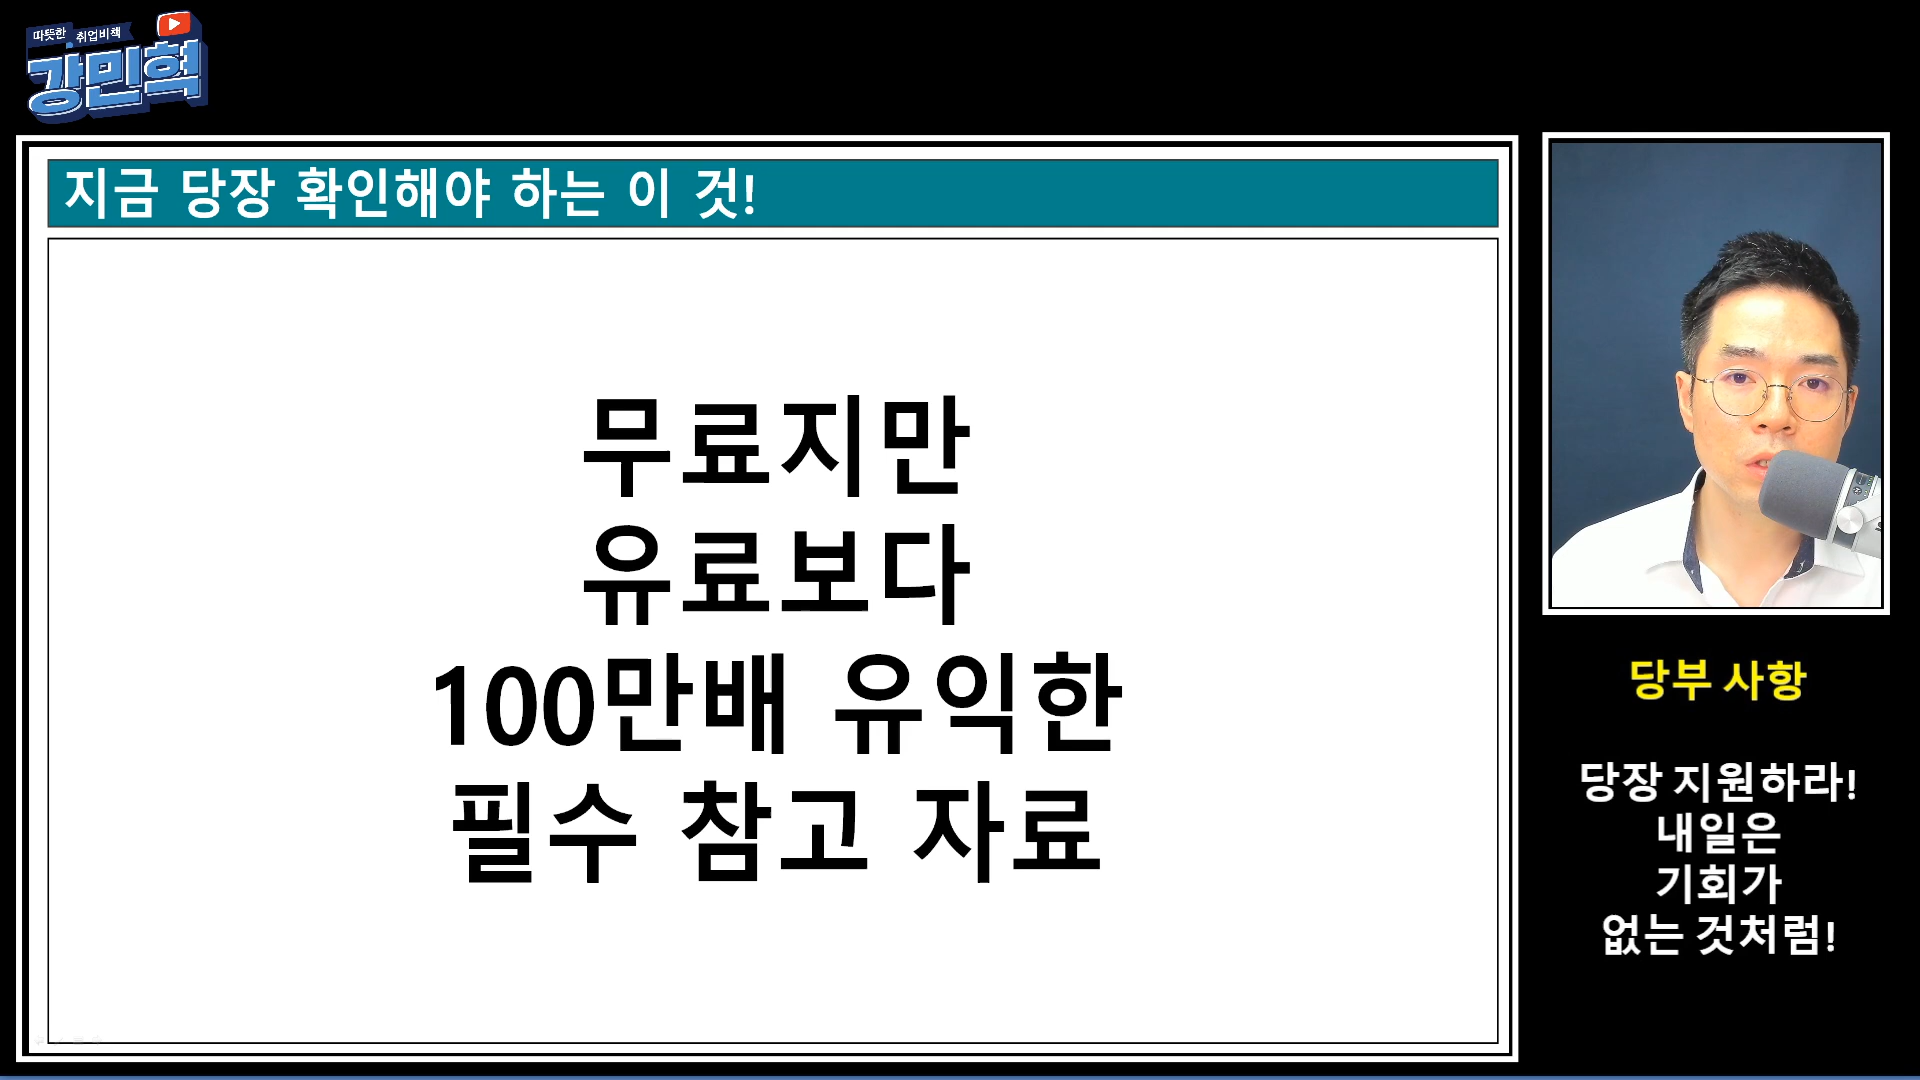 따뜻한 취업비책
강민혁
지금 당장 확인해야 하는 이 것!
무료지만
유료보다
100만배 유익한
필수 참고 자료
당부 사항
당장 지원하라!
내일은
기회가
없는 것처럼!